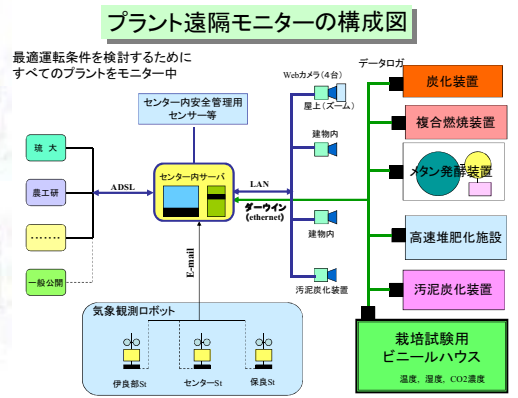 プラント遠隔モニターの構成図
最適運転条件を検討するために
すべてのプラントをモニター中
データロガ
Webカメラ（4台）
屋上（ズーム）
建物内
建物内
汚泥炭化装置
センター内安全管理用
センサー等
センター内サーバ
琉 大
農工研
‥‥‥
一般公開
ADSL
LAN
ダーウイン
(ethernet)
E-mail
炭化装置
複合燃焼装置
メタン発酵装置
高速堆肥化施設
汚泥炭化装置
栽培試験用
ビニールハウス
温度, 湿度, CO2濃度
気象観測ロボット
伊良部St
センターSt
保良St